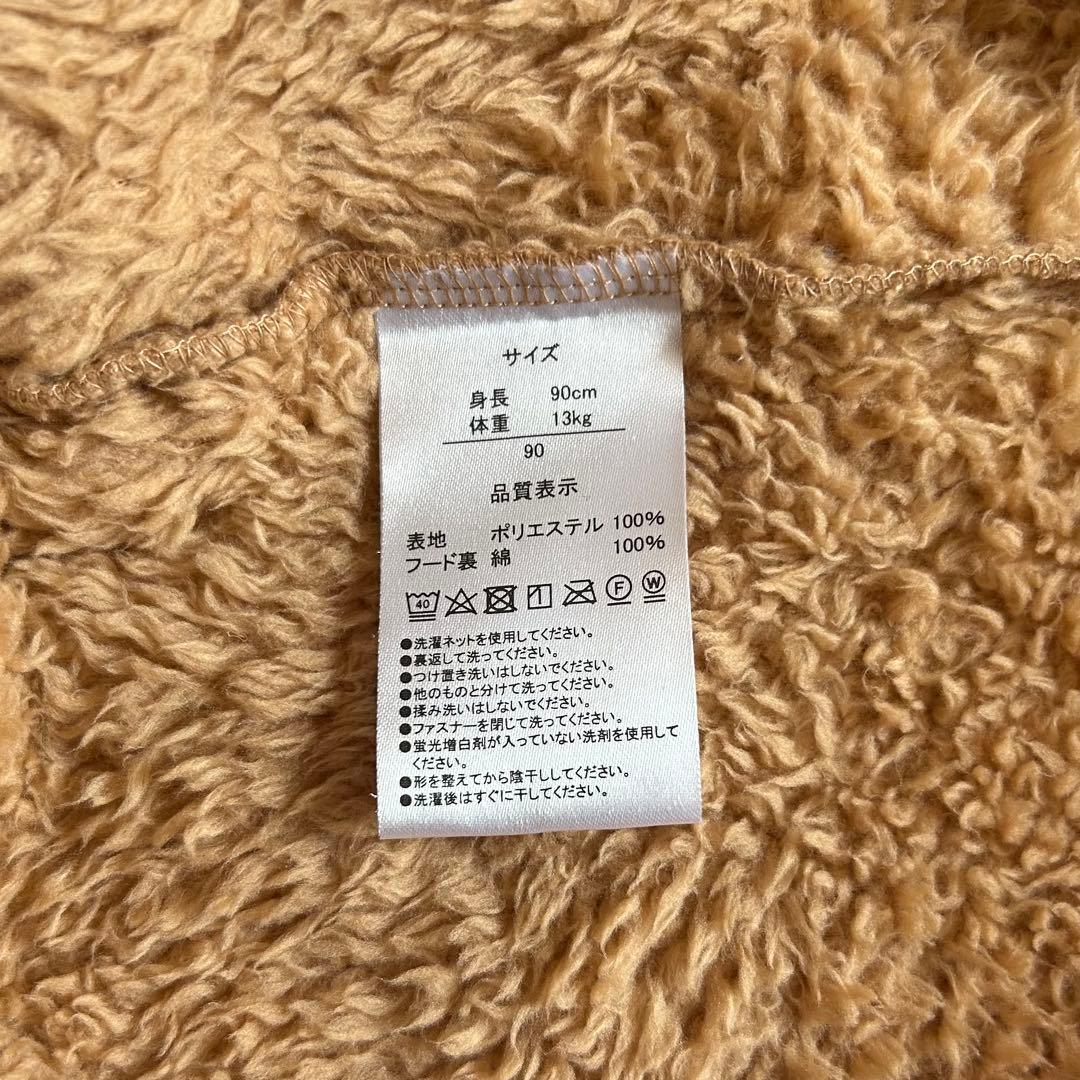 サイズ
身長 90cm
体重 13kg
90
品質表示
表地 ポリエステル 100%
フード裏 綿 100%
40 F W
●洗濯ネットを使用してください。
●裏返して洗ってください。
●つけ置き洗いはしないでください。
●他のものと分けて洗ってください。
●揉み洗いはしないでください。
●ファスナーを閉じて洗ってください。
●蛍光増白剤が入っていない洗剤を使用して
ください。
●形を整えてから陰干ししてください。
●洗濯後はすぐに干してください。